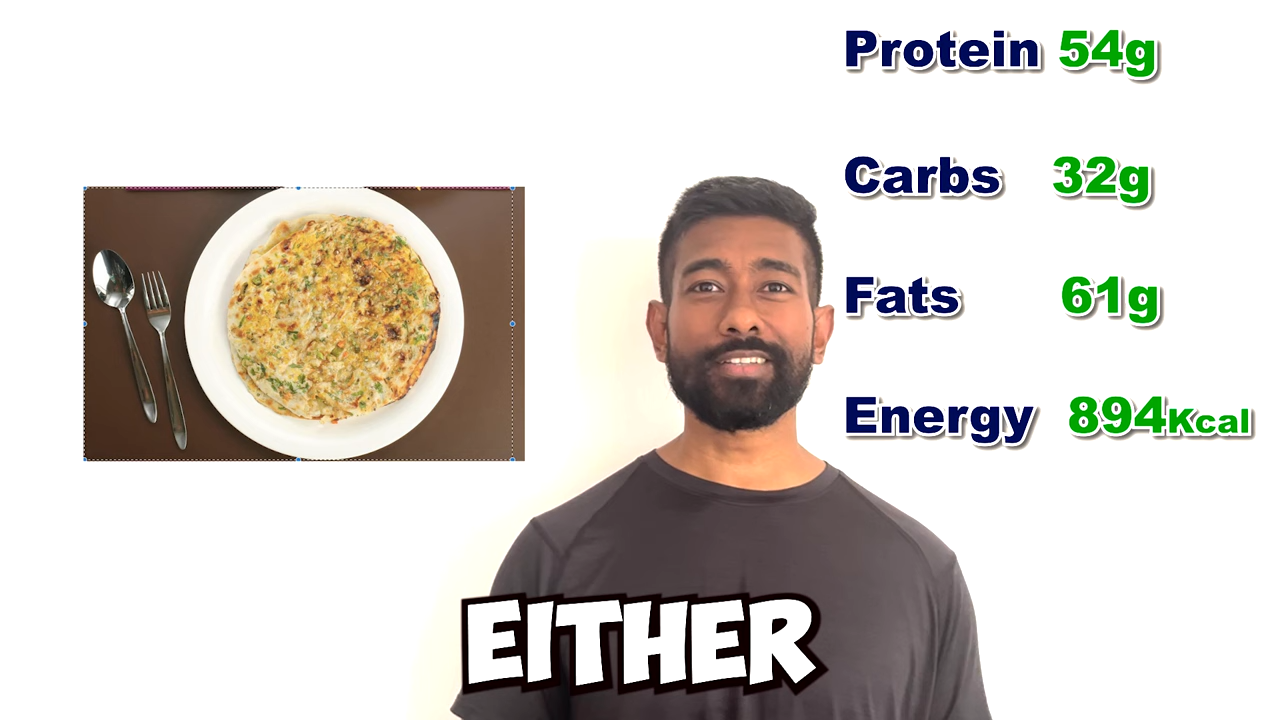 Protein 54g
Carbs 32g
Fats 61g
Energy 894Kcal
EITHER